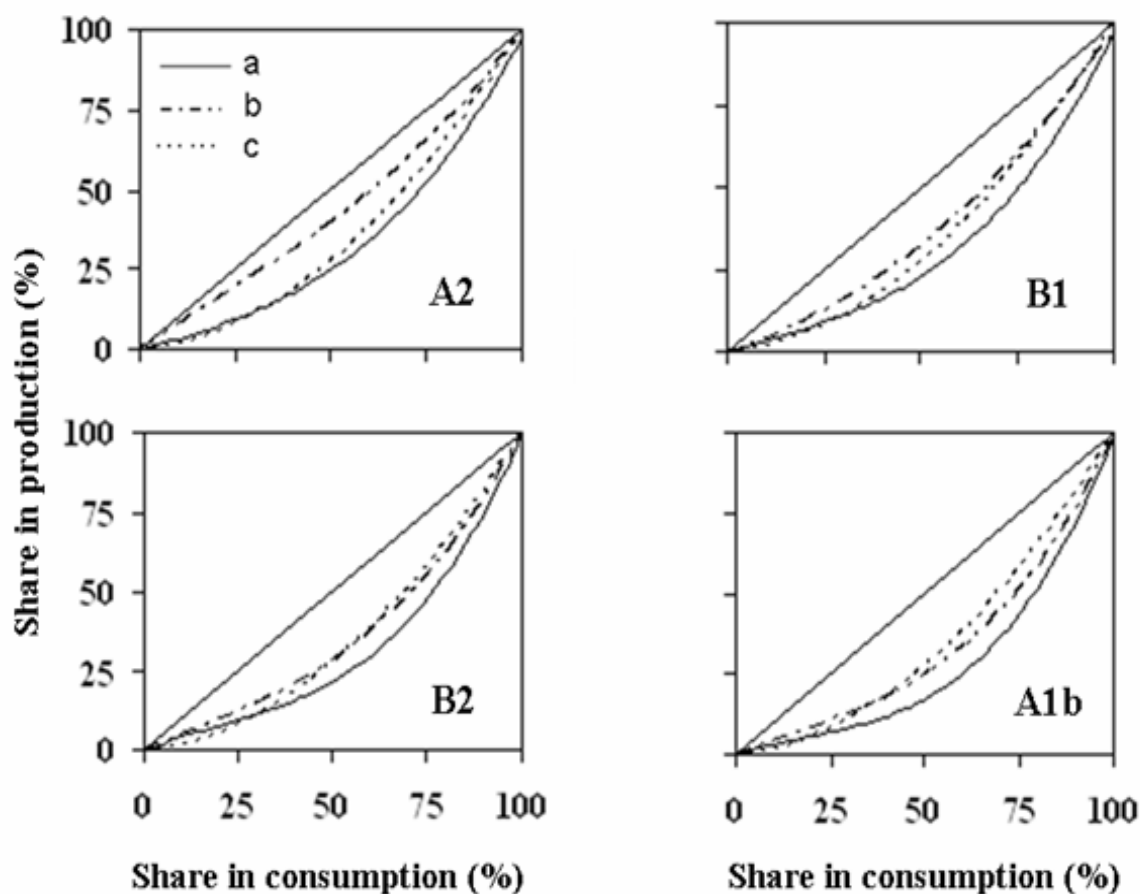 Share in production (%)
100
75
50
25
0
a
b
c
A2
B1
100
75
50
25
0
B2
A1b
0 25 50 75 100
0 25 50 75 100
Share in consumption (%)
Share in consumption (%)